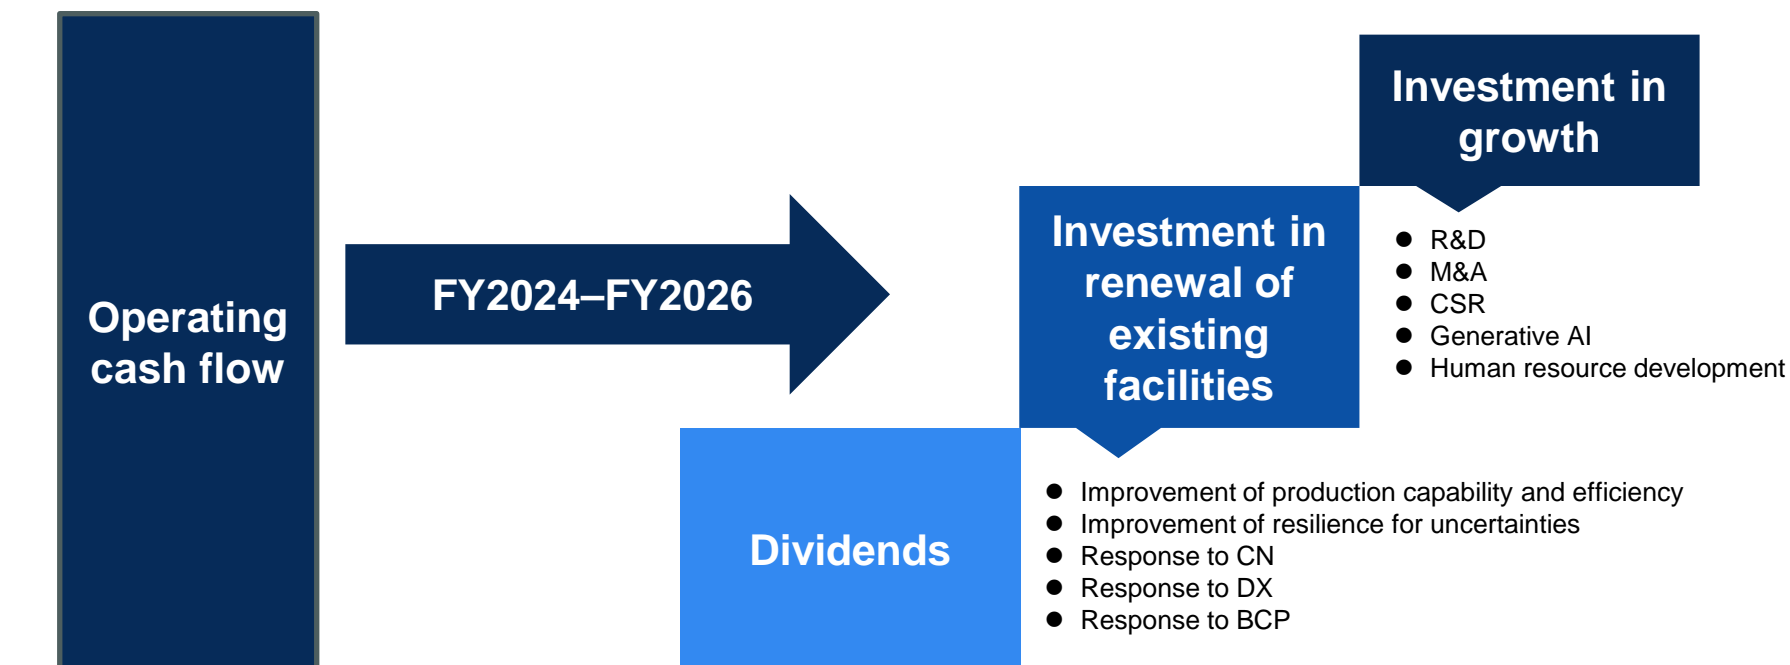 Operating
cash flow
FY2024–FY2026
Investment in
growth
● R&D
● M&A
● CSR
● Generative AI
● Human resource development
Investment in
renewal of
existing
facilities
● Improvement of production capability and efficiency
● Improvement of resilience for uncertainties
● Response to CN
● Response to DX
● Response to BCP
Dividends